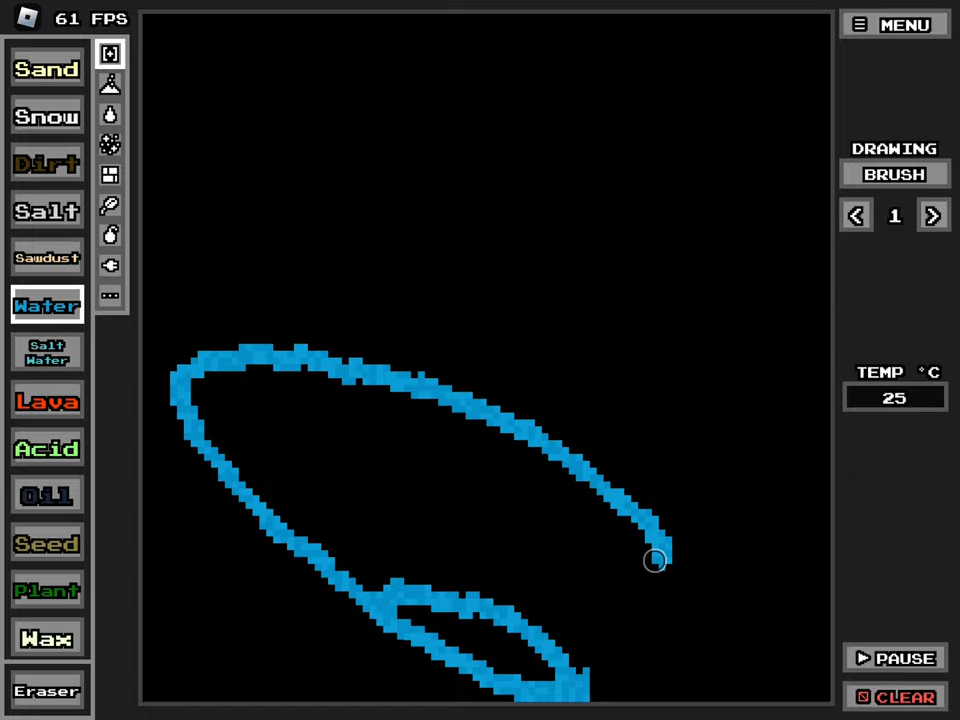 61 FPS
Sand
Snow
Dirt
Salt
Sawdust
Water
Salt
Water
Lava
Acid
Oil
Seed
Plant
Wax
Eraser
MENU
DRAWING
BRUSH
1
TEMP °C
25
PAUSE
CLEAR